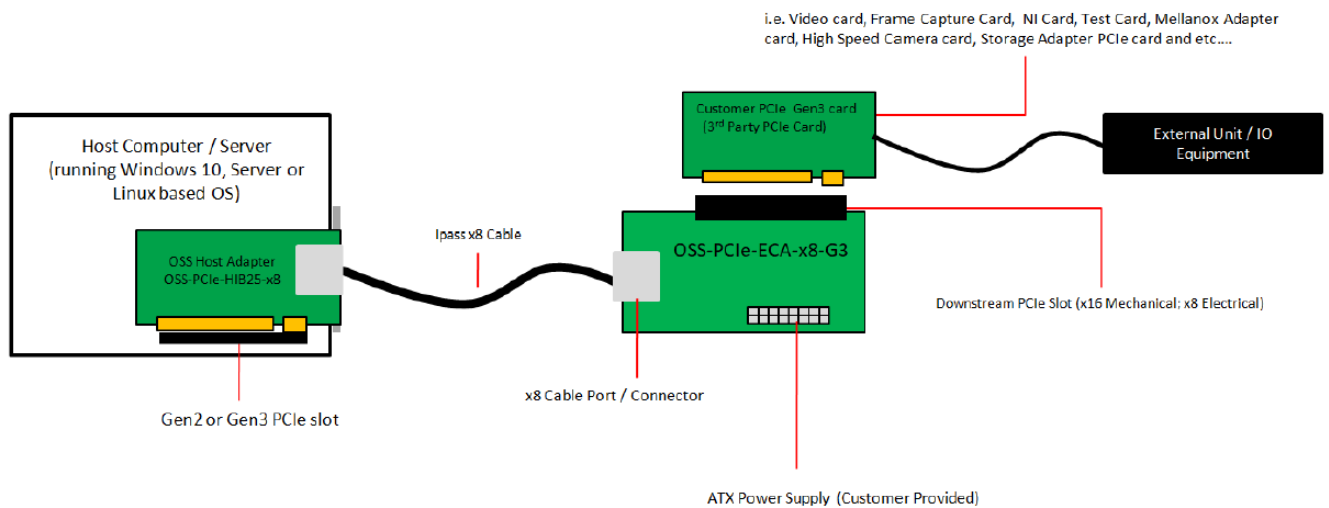 i.e. Video card, Frame Capture Card, NI Card, Test Card, Mellanox Adapter
card, High Speed Camera card, Storage Adapter PCIe card and etc....
Host Computer / Server
(running Windows 10, Server or
Linux based OS)
Customer PCIe Gen3 card
(3rd Party PCIe Card)
External Unit / IO
Equipment
OSS Host Adapter
OSS-PCIe-HIB25-x8
Ipass x8 Cable
OSS-PCIe-ECA-x8-G3
Downstream PCIe Slot (x16 Mechanical; x8 Electrical)
x8 Cable Port / Connector
Gen2 or Gen3 PCIe slot
ATX Power Supply (Customer Provided)